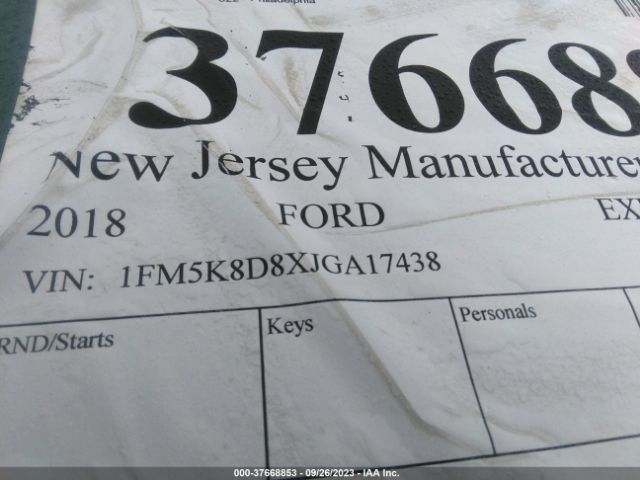 Philadelphia
37668
New Jersey Manufacture
2018 FORD EX
VIN: 1FM5K8D8XJGA17438
RND/Starts Keys Personals
000-37668853 - 09/26/2023 - IAA Inc.